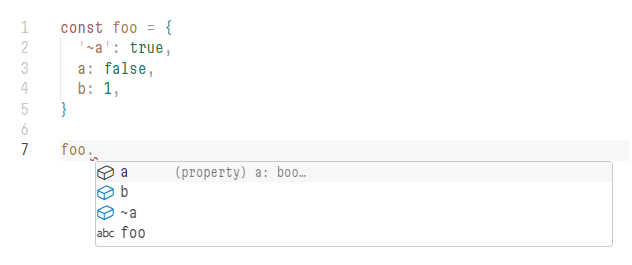 1 const foo = {
2 '~a': true,
3 a: false,
4 b: 1,
5 }
6
7 foo.
a (property) a: boo…
b
~a
abc foo